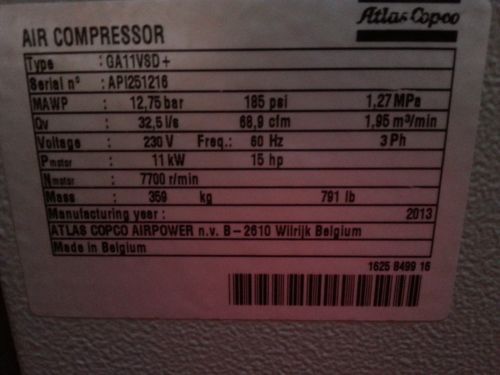 Atlas Copco
AIR COMPRESSOR
Type : GA11VSD+
Serial n° : API251216
MAWP : 12,75 bar 185 psi 1,27 MPa
Qv : 32,5 l/s 68,9 cfm 1,95 m³/min
Voltage : 230 V Freq.: 60 Hz 3 Ph
Pmotor : 11 kW 15 hp
Nmotor : 7700 r/min
Mass : 359 kg 791 lb
Manufacturing year : 2013
ATLAS COPCO AIRPOWER n.v. B-2610 Wilrijk Belgium
Made in Belgium
1625 8499 16